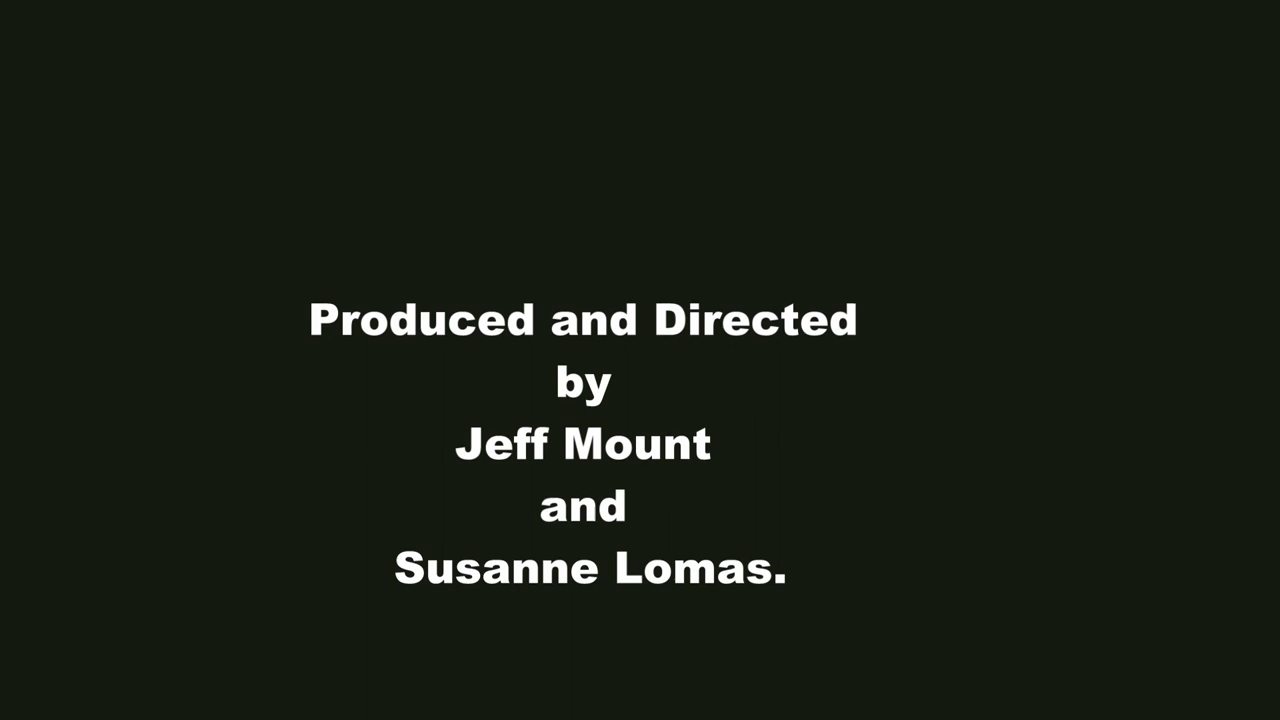 Produced and Directed
by
Jeff Mount
and
Susanne Lomas.